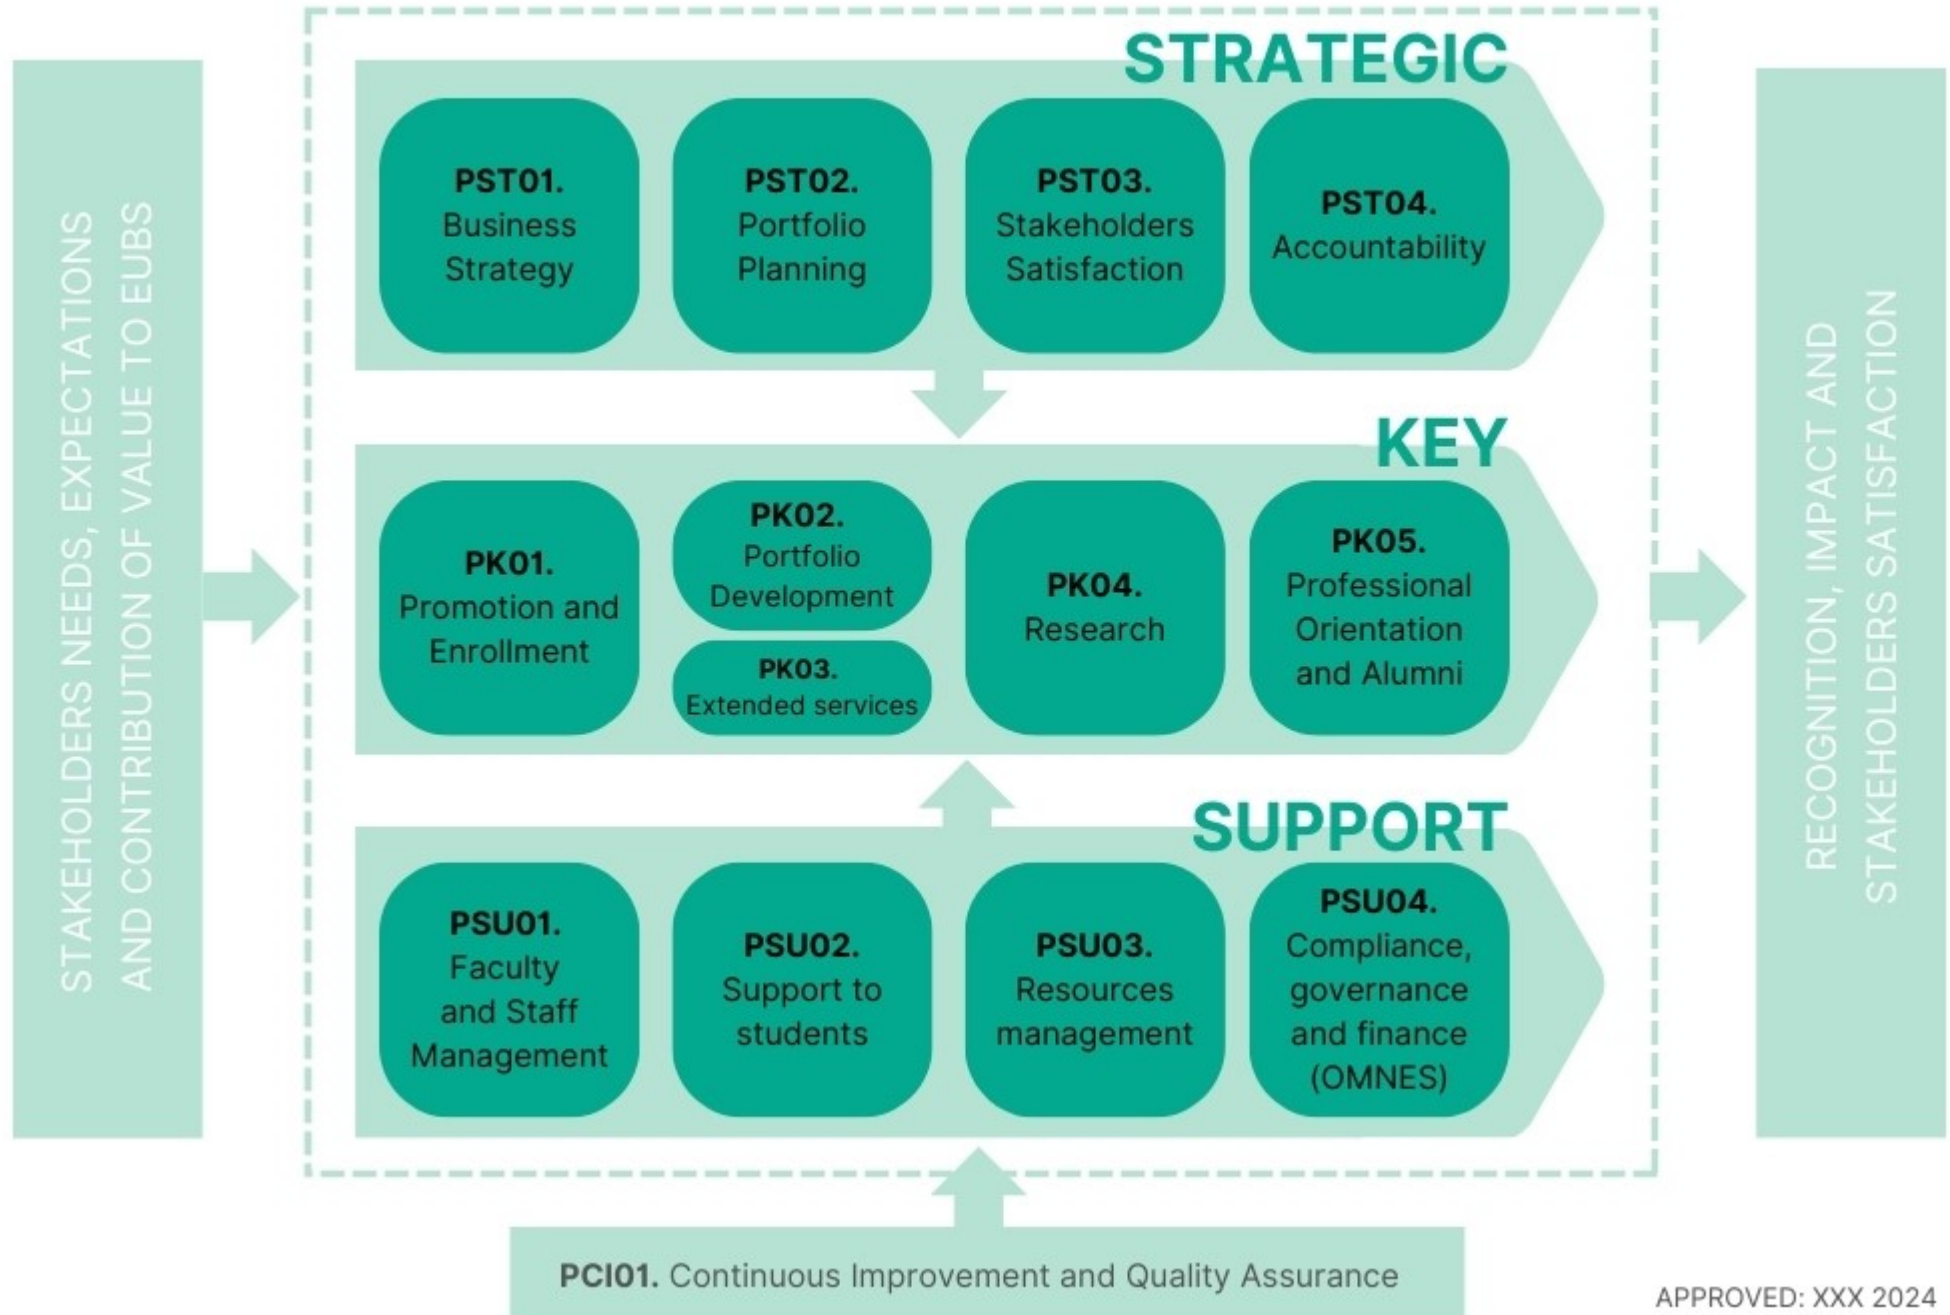 STAKEHOLDERS NEEDS, EXPECTATIONS
AND CONTRIBUTION OF VALUE TO EUBS
STRATEGIC
PST01.
Business
Strategy
PST02.
Portfolio
Planning
PST03.
Stakeholders
Satisfaction
PST04.
Accountability
KEY
PK01.
Promotion and
Enrollment
PK02.
Portfolio
Development
PK03.
Extended services
PK04.
Research
PK05.
Professional
Orientation
and Alumni
SUPPORT
PSU01.
Faculty
and Staff
Management
PSU02.
Support to
students
PSU03.
Resources
management
PSU04.
Compliance,
governance
and finance
(OMNES)
RECOGNITION, IMPACT AND
STAKEHOLDERS SATISFACTION
PCI01. Continuous Improvement and Quality Assurance
APPROVED: XXX 2024